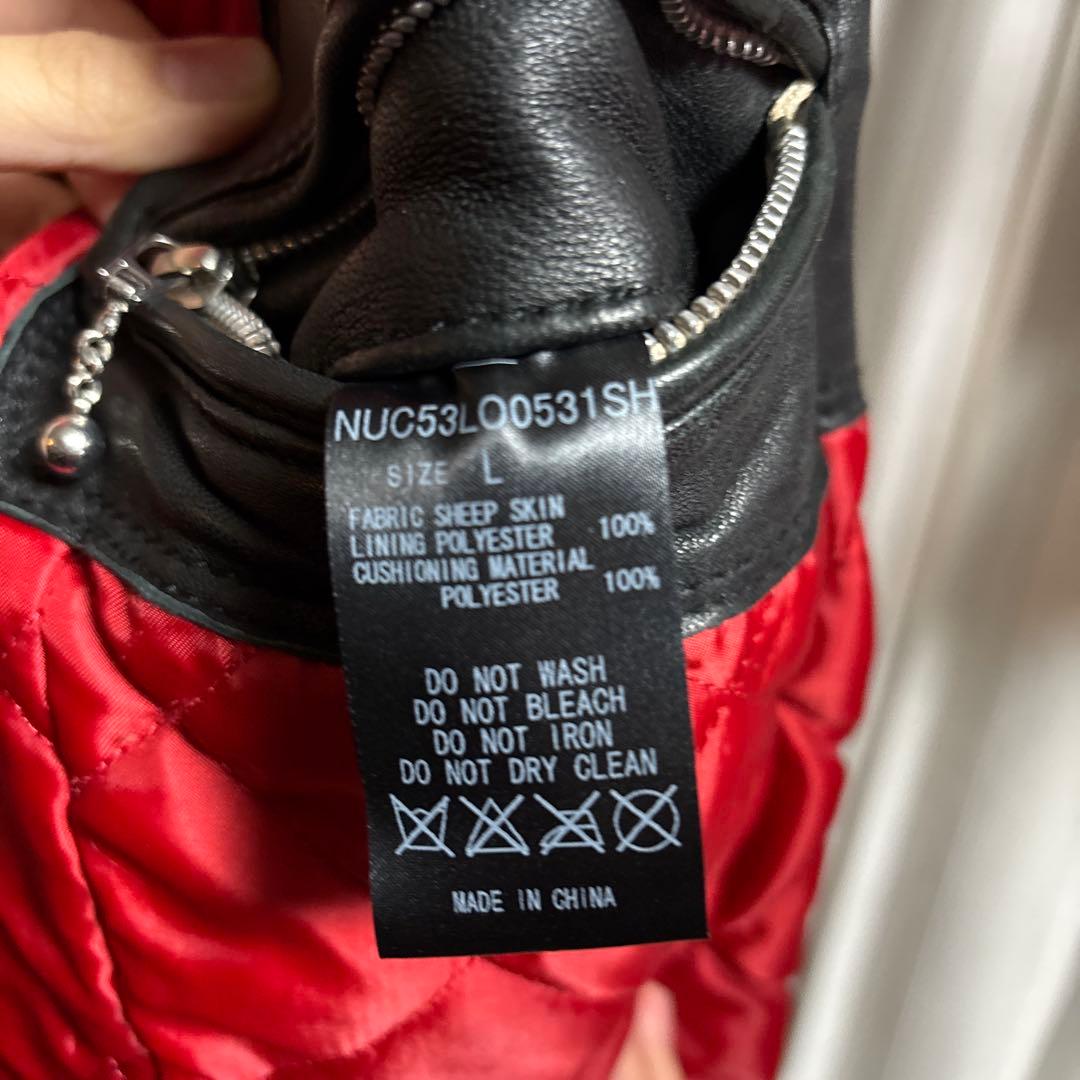 NUC53LO0531SH
SIZE L
FABRIC SHEEP SKIN
LINING POLYESTER 100%
CUSHIONING MATERIAL
POLYESTER 100%
DO NOT WASH
DO NOT BLEACH
DO NOT IRON
DO NOT DRY CLEAN
MADE IN CHINA